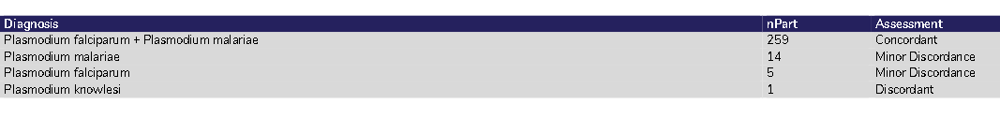 Diagnosis nPart Assessment
Plasmodium falciparum + Plasmodium malariae 259 Concordant
Plasmodium malariae 14 Minor Discordance
Plasmodium falciparum 5 Minor Discordance
Plasmodium knowlesi 1 Discordant